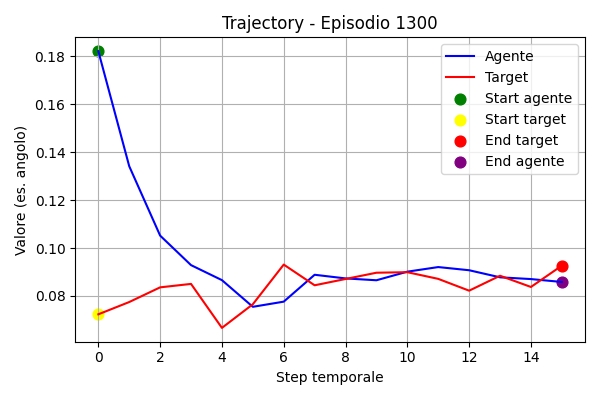 Trajectory - Episodio 1300
Valore (es. angolo)
0.18
0.16
0.14
0.12
0.10
0.08
Agente
Target
Start agente
Start target
End target
End agente
0 2 4 6 8 10 12 14
Step temporale